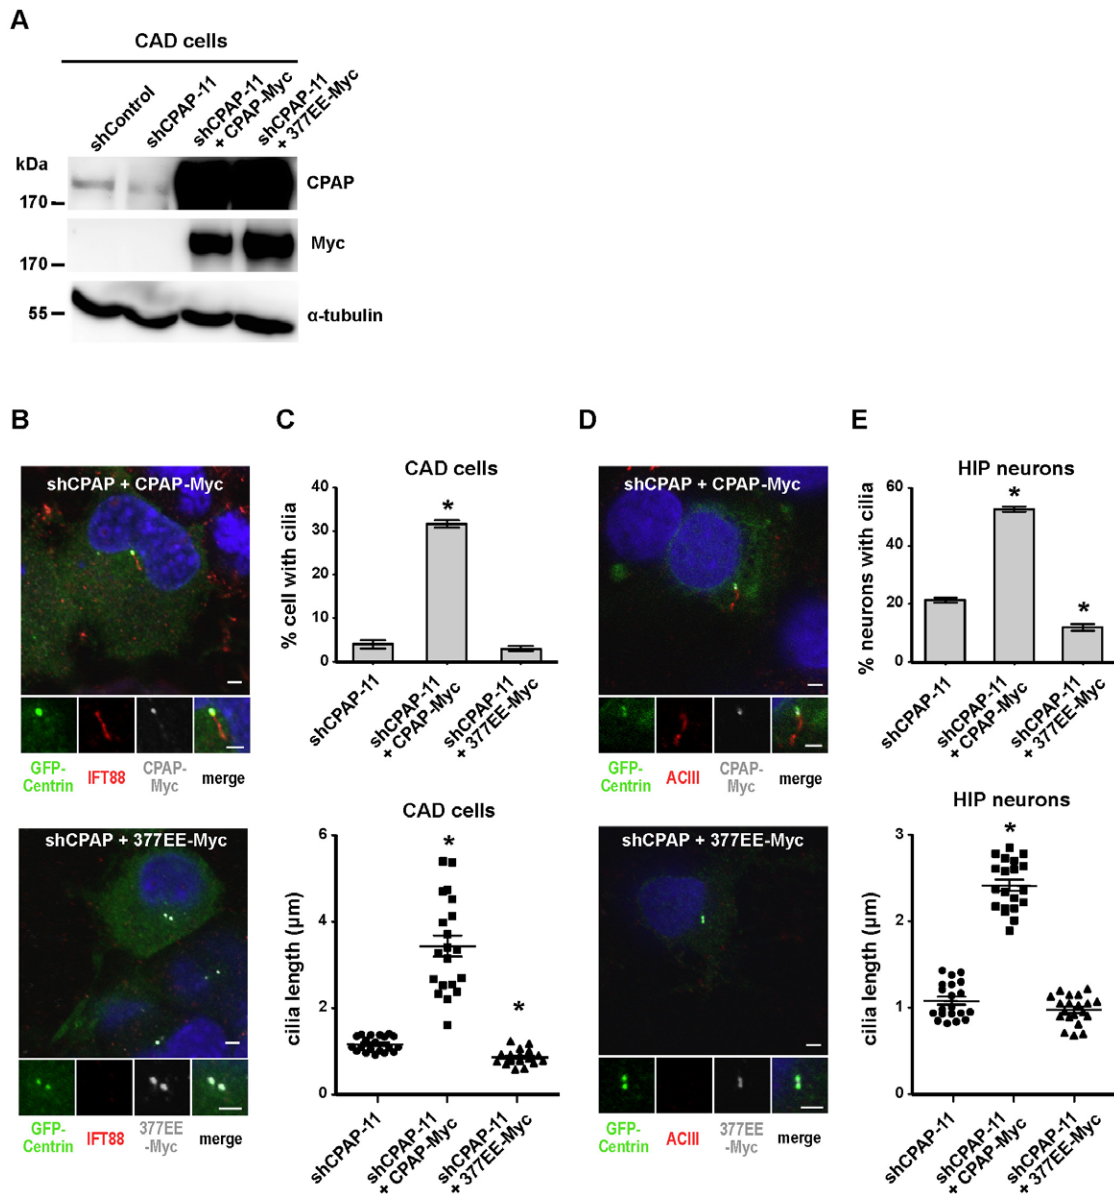 A
CAD cells
shControl
shCPAP-11
shCPAP-11
+ CPAP-Myc
shCPAP-11
+ 377EE-Myc
kDa
170
CPAP
170
Myc
55
α-tubulin
B
shCPAP + CPAP-Myc
GFP-
Centrin
IFT88
CPAP-
Myc
merge
shCPAP + 377EE-Myc
GFP-
Centrin
IFT88
377EE
-Myc
merge
C
CAD cells
% cell with cilia
40
30
20
10
0
*
shCPAP-11
shCPAP-11
+ CPAP-Myc
shCPAP-11
+ 377EE-Myc
CAD cells
cilia length (μm)
6
4
2
0
*
*
shCPAP-11
shCPAP-11
+ CPAP-Myc
shCPAP-11
+ 377EE-Myc
D
shCPAP + CPAP-Myc
GFP-
Centrin
ACIII
CPAP-
Myc
merge
shCPAP + 377EE-Myc
GFP-
Centrin
ACIII
377EE
-Myc
merge
E
HIP neurons
% neurons with cilia
60
40
20
0
*
*
shCPAP-11
shCPAP-11
+ CPAP-Myc
shCPAP-11
+ 377EE-Myc
HIP neurons
cilia length (μm)
3
2
1
0
*
shCPAP-11
shCPAP-11
+ CPAP-Myc
shCPAP-11
+ 377EE-Myc